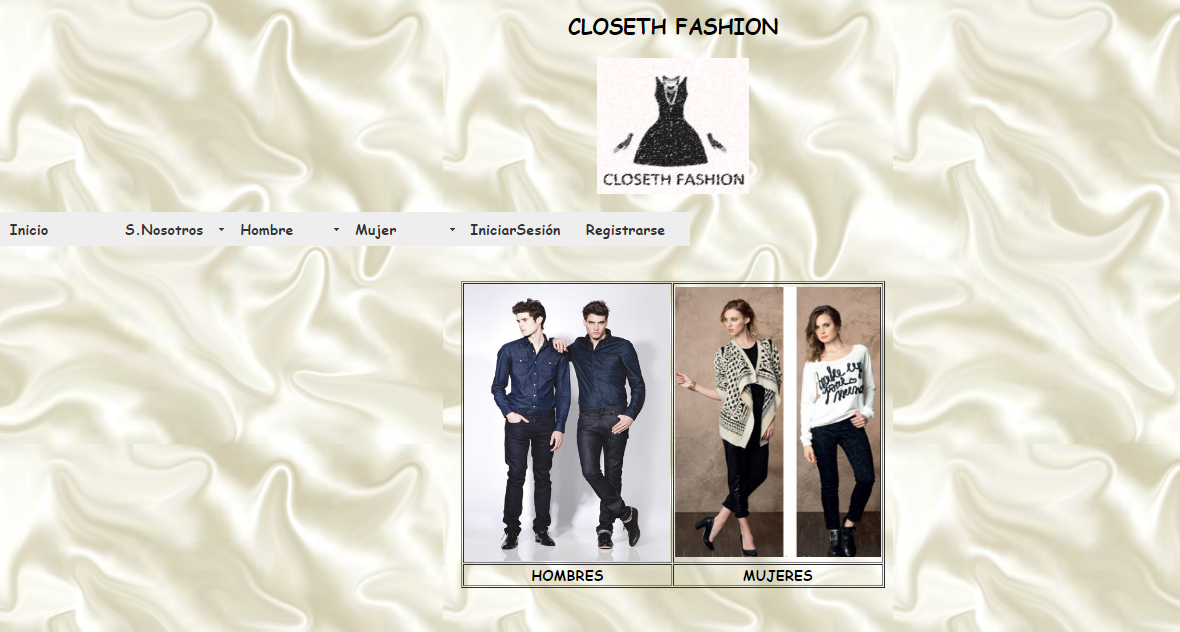 CLOSETH FASHION
CLOSETH FASHION
Inicio S.Nosotros Hombre Mujer IniciarSesión Registrarse
HOMBRES MUJERES